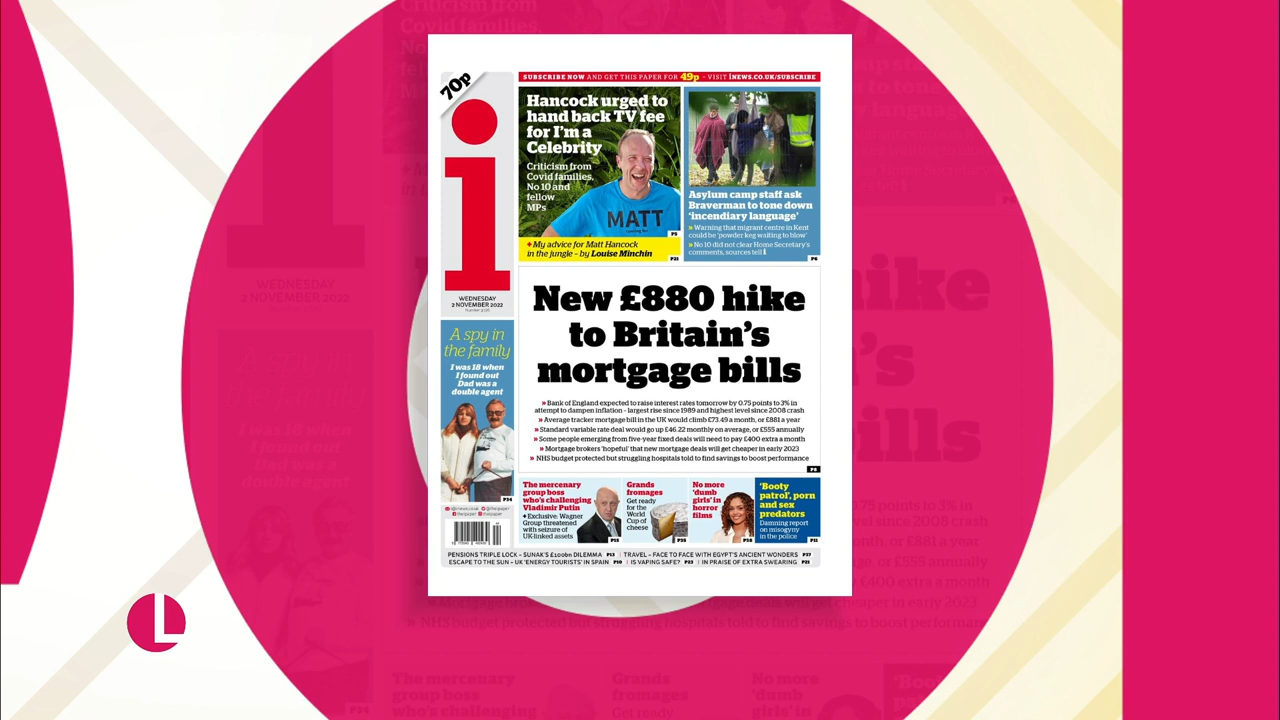 70p
SUBSCRIBE NOW AND GET THIS PAPER FOR 49p - VISIT INEWS.CO.UK/SUBSCRIBE
i
WEDNESDAY
2 NOVEMBER 2022
Hancock urged to
hand back TV fee
for I'm a
Celebrity
Criticism from
Covid families,
No 10 and
fellow
MPs
MATT
P5
+My advice for Matt Hancock
in the jungle – by Louise Minchin
P21
Asylum camp staff ask
Braverman to tone down
'incendiary language'
» Warning that migrant centre in Kent
could be 'powder keg waiting to blow'
» No 10 did not clear Home Secretary's
comments, sources tell i
P6
New £880 hike
to Britain's
mortgage bills
» Bank of England expected to raise interest rates tomorrow by 0.75 points to 3% in
attempt to dampen inflation – largest rise since 1989 and highest level since 2008 crash
» Average tracker mortgage bill in the UK would climb £73.49 a month, or £881 a year
» Standard variable rate deal would go up £46.22 monthly on average, or £555 annually
» Some people emerging from five-year fixed deals will need to pay £400 extra a month
» Mortgage brokers 'hopeful' that new mortgage deals will get cheaper in early 2023
» NHS budget protected but struggling hospitals told to find savings to boost performance
P8
A spy in
the family
I was 18 when
I found out
Dad was a
double agent
P34
The mercenary
group boss
who's challenging
Vladimir Putin
+Exclusive: Wagner
Group threatened
with seizure of
UK-linked assets
P13
Grands
fromages
Get ready
for the
World
Cup of
cheese
P25
No more
'dumb
girls' in
horror
films
'Booty
patrol', porn
and sex
predators
Damning report
on misogyny
in the police
P11
PENSIONS TRIPLE LOCK – SUNAK'S £100bn DILEMMA P13 | TRAVEL – FACE TO FACE WITH EGYPT'S ANCIENT WONDERS P37
ESCAPE TO THE SUN – UK 'ENERGY TOURISTS' IN SPAIN P10 | IS VAPING SAFE? P23 | IN PRAISE OF EXTRA SWEARING P21
L